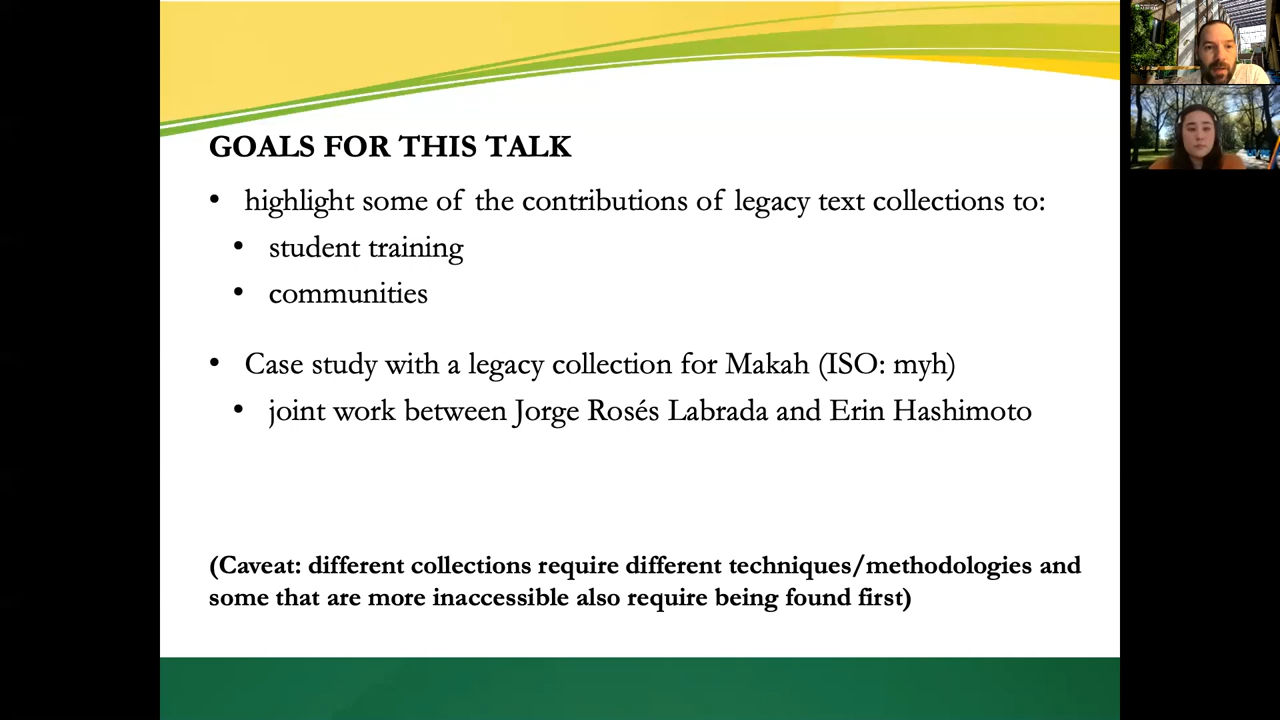 GOALS FOR THIS TALK
• highlight some of the contributions of legacy text collections to:
• student training
• communities
• Case study with a legacy collection for Makah (ISO: myh)
• joint work between Jorge Rosés Labrada and Erin Hashimoto
(Caveat: different collections require different techniques/methodologies and
some that are more inaccessible also require being found first)